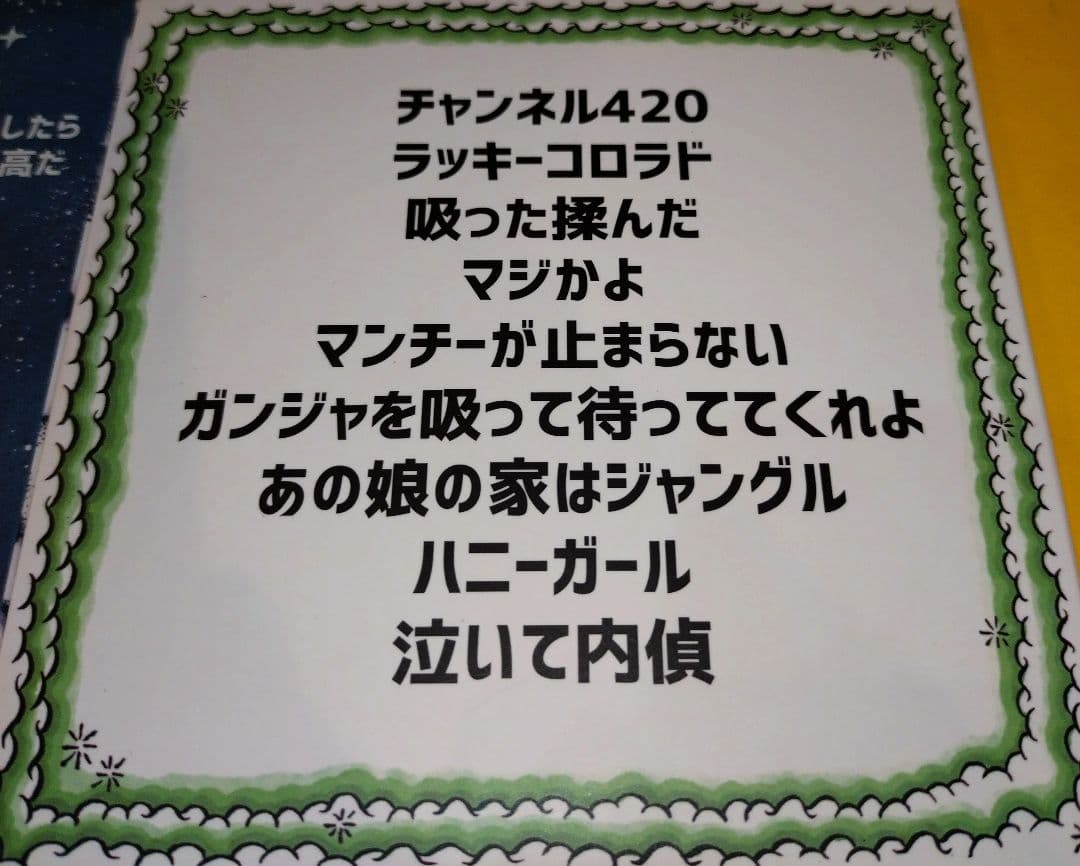 したら
高だ
チャンネル420
ラッキーコロラド
吸った揉んだ
マジかよ
マンチーが止まらない
ガンジャを吸って待っててくれよ
あの娘の家はジャングル
ハニーガール
泣いて内偵